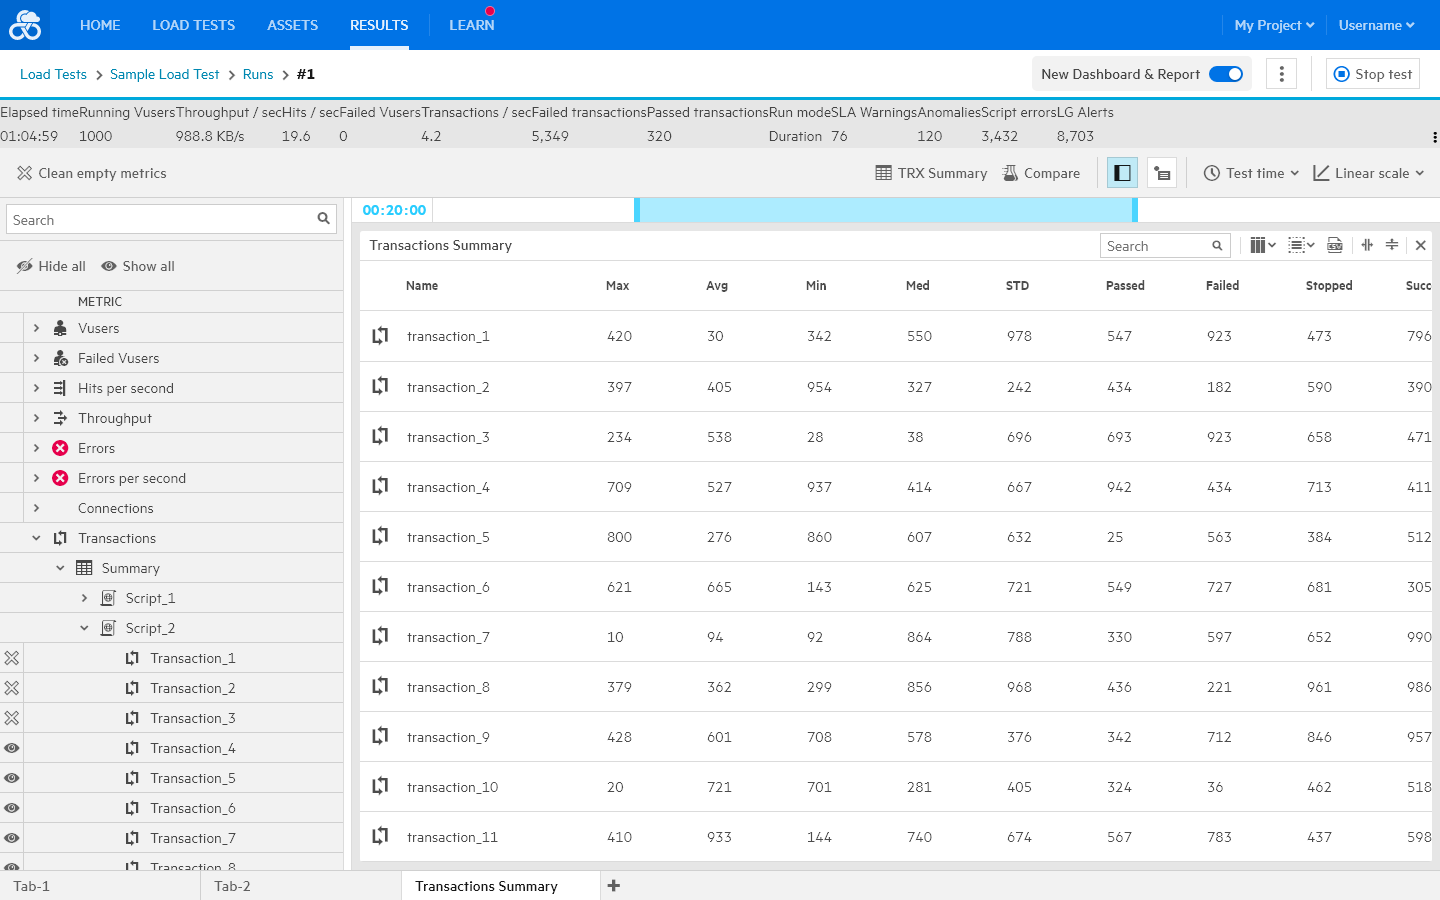 HOME LOAD TESTS ASSETS RESULTS LEARN My Project Username
Load Tests > Sample Load Test > Runs > #1 New Dashboard & Report Stop test
Elapsed timeRunning VusersThroughput / secHits / secFailed VusersTransactions / secFailed transactionsPassed transactionsRun modeSLA WarningsAnomaliesScript errorsLG Alerts
01:04:59 1000 988.8 KB/s 19.6 0 4.2 5,349 320 Duration 76 120 3,432 8,703
Clean empty metrics TRX Summary Compare Test time Linear scale
Search
00:20:00
Hide all Show all
METRIC
Vusers
Failed Vusers
Hits per second
Throughput
Errors
Errors per second
Connections
Transactions
Summary
Script_1
Script_2
Transaction_1
Transaction_2
Transaction_3
Transaction_4
Transaction_5
Transaction_6
Transaction_7
Transaction_8
Transactions Summary Search CSV
Name Max Avg Min Med STD Passed Failed Stopped Succ
transaction_1 420 30 342 550 978 547 923 473 796
transaction_2 397 405 954 327 242 434 182 590 390
transaction_3 234 538 28 38 696 693 923 658 471
transaction_4 709 527 937 414 667 942 434 713 411
transaction_5 800 276 860 607 632 25 563 384 512
transaction_6 621 665 143 625 721 549 727 681 305
transaction_7 10 94 92 864 788 330 597 652 990
transaction_8 379 362 299 856 968 436 221 961 986
transaction_9 428 601 708 578 376 342 712 846 957
transaction_10 20 721 701 281 405 324 36 462 518
transaction_11 410 933 144 740 674 567 783 437 598
Tab-1 Tab-2 Transactions Summary